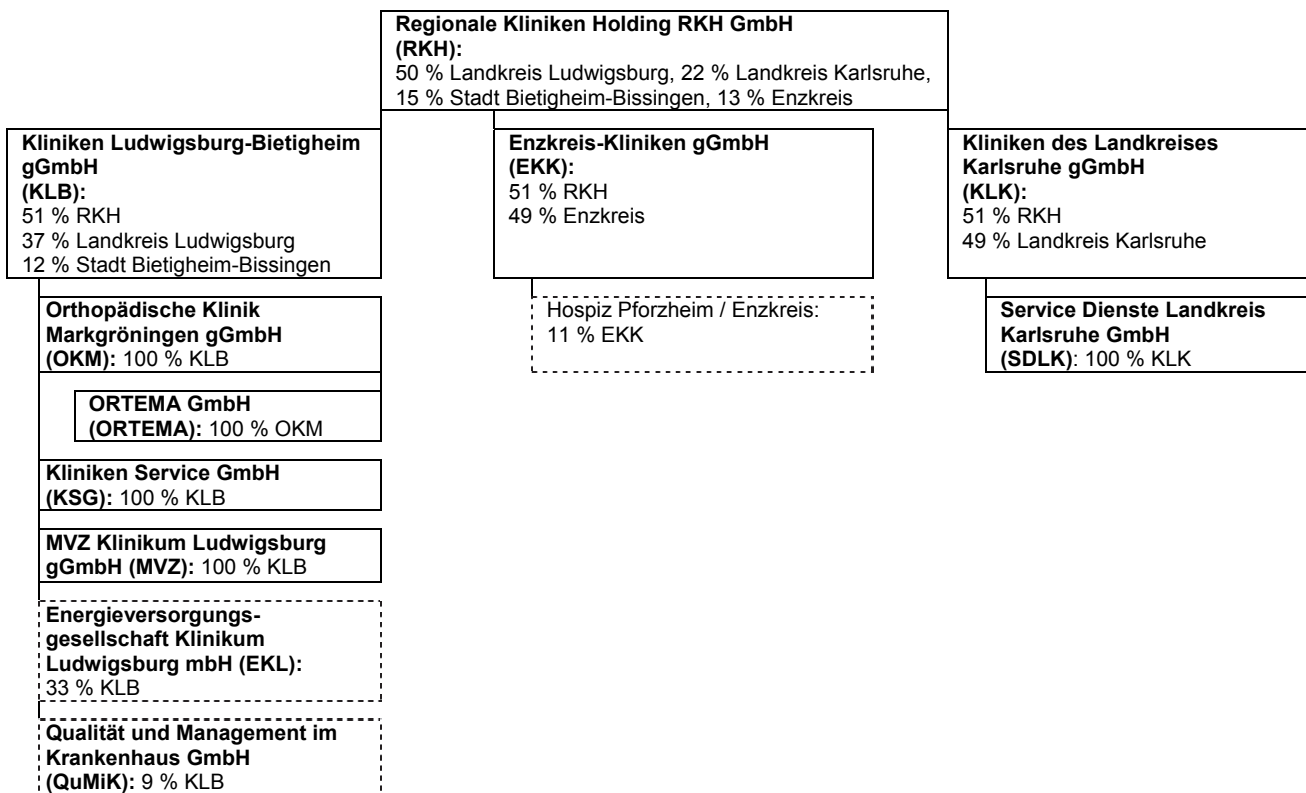 Regionale Kliniken Holding RKH GmbH
(RKH):
50 % Landkreis Ludwigsburg, 22 % Landkreis Karlsruhe,
15 % Stadt Bietigheim-Bissingen, 13 % Enzkreis
Kliniken Ludwigsburg-Bietigheim
gGmbH
(KLB):
51 % RKH
37 % Landkreis Ludwigsburg
12 % Stadt Bietigheim-Bissingen
Enzkreis-Kliniken gGmbH
(EKK):
51 % RKH
49 % Enzkreis
Kliniken des Landkreises
Karlsruhe gGmbH
(KLK):
51 % RKH
49 % Landkreis Karlsruhe
Orthopädische Klinik
Markgröningen gGmbH
(OKM): 100 % KLB
ORTEMA GmbH
(ORTEMA): 100 % OKM
Kliniken Service GmbH
(KSG): 100 % KLB
MVZ Klinikum Ludwigsburg
gGmbH (MVZ): 100 % KLB
Energieversorgungs-
gesellschaft Klinikum
Ludwigsburg mbH (EKL):
33 % KLB
Qualität und Management im
Krankenhaus GmbH
(QuMiK): 9 % KLB
Hospiz Pforzheim / Enzkreis:
11 % EKK
Service Dienste Landkreis
Karlsruhe GmbH
(SDLK): 100 % KLK